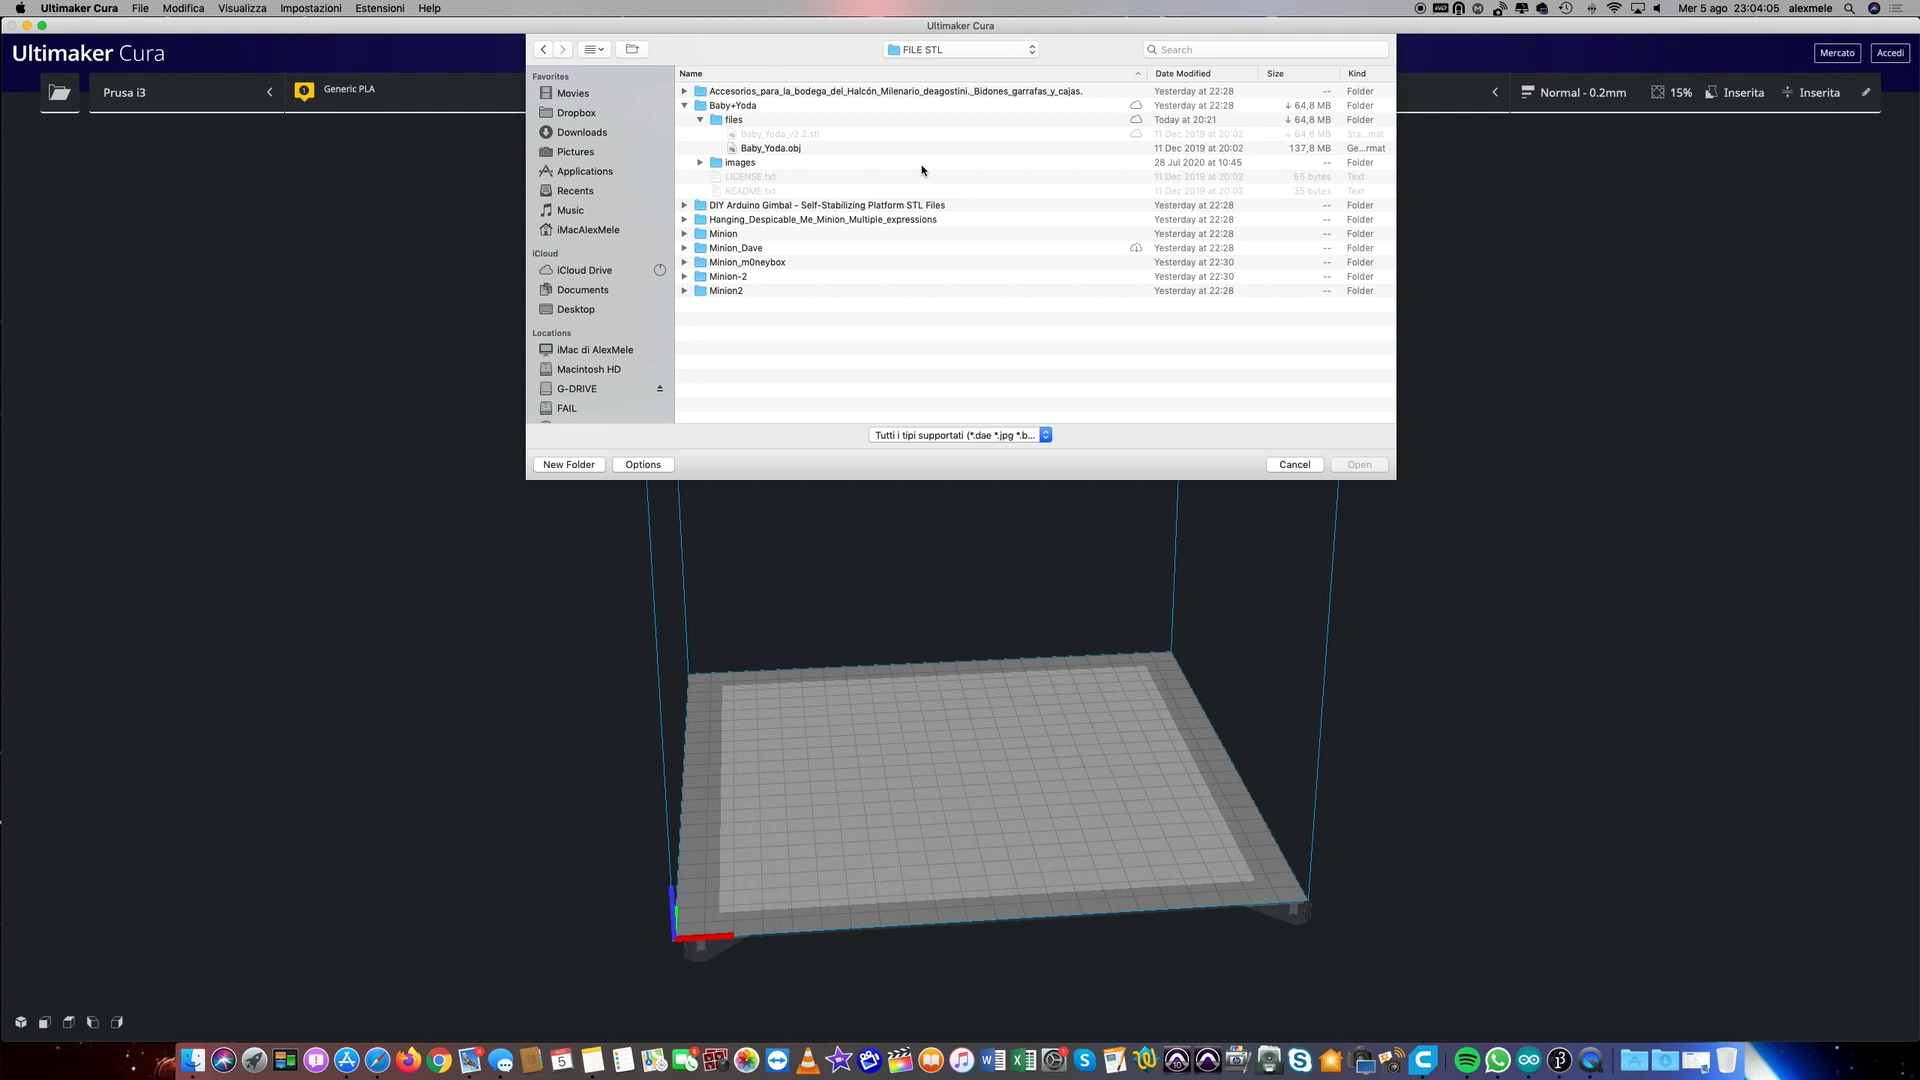 Ultimaker Cura File Modifica Visualizza Impostazioni Estensioni Help Mer 5 ago 23:04:05 alexmele
Ultimaker Cura
Ultimaker Cura
Mercato Accedi
Prusa i3
1 Generic PLA
Normal - 0.2mm 15% Inserita Inserita
FILE STL
Search
Favorites
Movies
Dropbox
Downloads
Pictures
Applications
Recents
Music
iMacAlexMele
iCloud
iCloud Drive
Documents
Desktop
Locations
iMac di AlexMele
Macintosh HD
G-DRIVE
FAIL
Name Date Modified Size Kind
Accesorios_para_la_bodega_del_Halcón_Milenario_deagostini._Bidones_garrafas_y_cajas. Yesterday at 22:28 -- Folder
Baby+Yoda Yesterday at 22:28 64,8 MB Folder
files Today at 20:21 64,8 MB Folder
Baby_Yoda_v2.2.stl 11 Dec 2019 at 20:02 64,8 MB Sta...mat
Baby_Yoda.obj 11 Dec 2019 at 20:02 137,8 MB Ge...rmat
images 28 Jul 2020 at 10:45 -- Folder
LICENSE.txt 11 Dec 2019 at 20:02 55 bytes Text
README.txt 11 Dec 2019 at 20:02 35 bytes Text
DIY Arduino Gimbal - Self-Stabilizing Platform STL Files Yesterday at 22:28 -- Folder
Hanging_Despicable_Me_Minion_Multiple_expressions Yesterday at 22:28 -- Folder
Minion Yesterday at 22:28 -- Folder
Minion_Dave Yesterday at 22:28 -- Folder
Minion_m0neybox Yesterday at 22:30 -- Folder
Minion-2 Yesterday at 22:30 -- Folder
Minion2 Yesterday at 22:28 -- Folder
Tutti i tipi supportati (*.dae *.jpg *.b...
New Folder Options Cancel Open